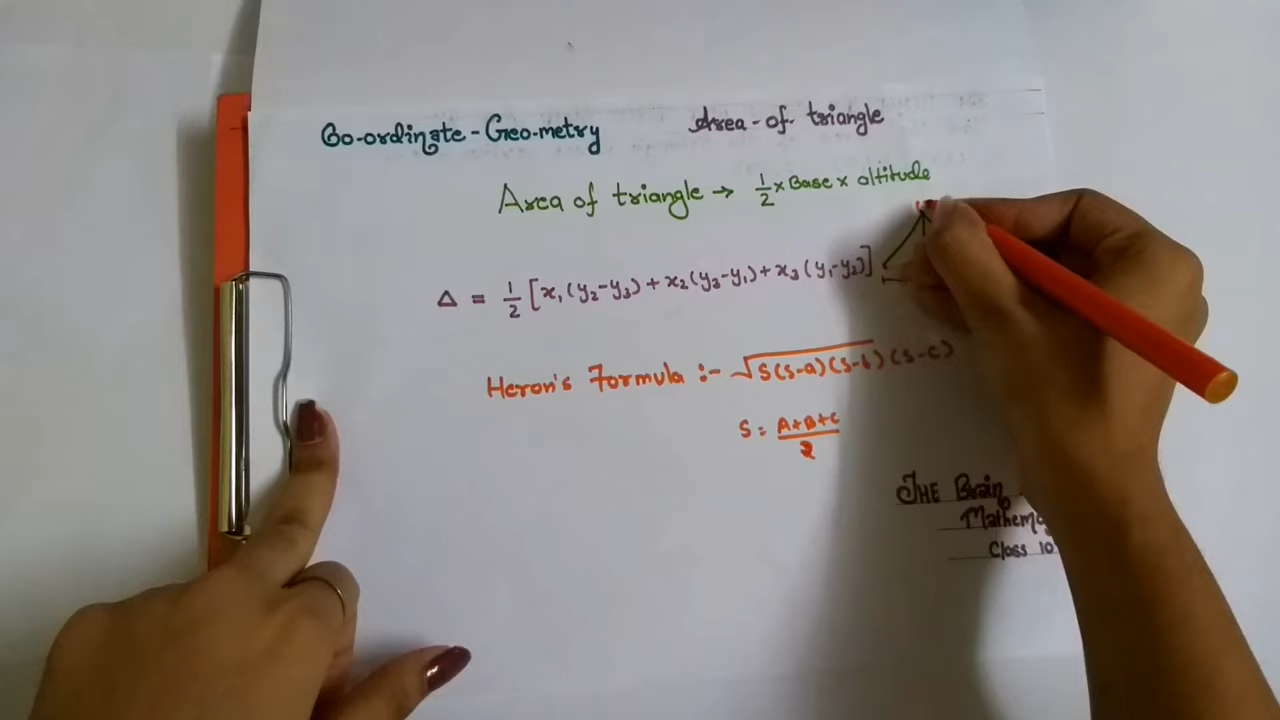 Co-ordinate-Geo-metry Area-of-triangle
Area of triangle → 1/2 × Base × altitude
Δ = 1/2 [x₁(y₂-y₃) + x₂(y₃-y₁) + x₃(y₁-y₂)]
Heron's Formula :- √S(s-a)(s-b)(s-c)
S = A+B+C/2
THE Brain
Class 10